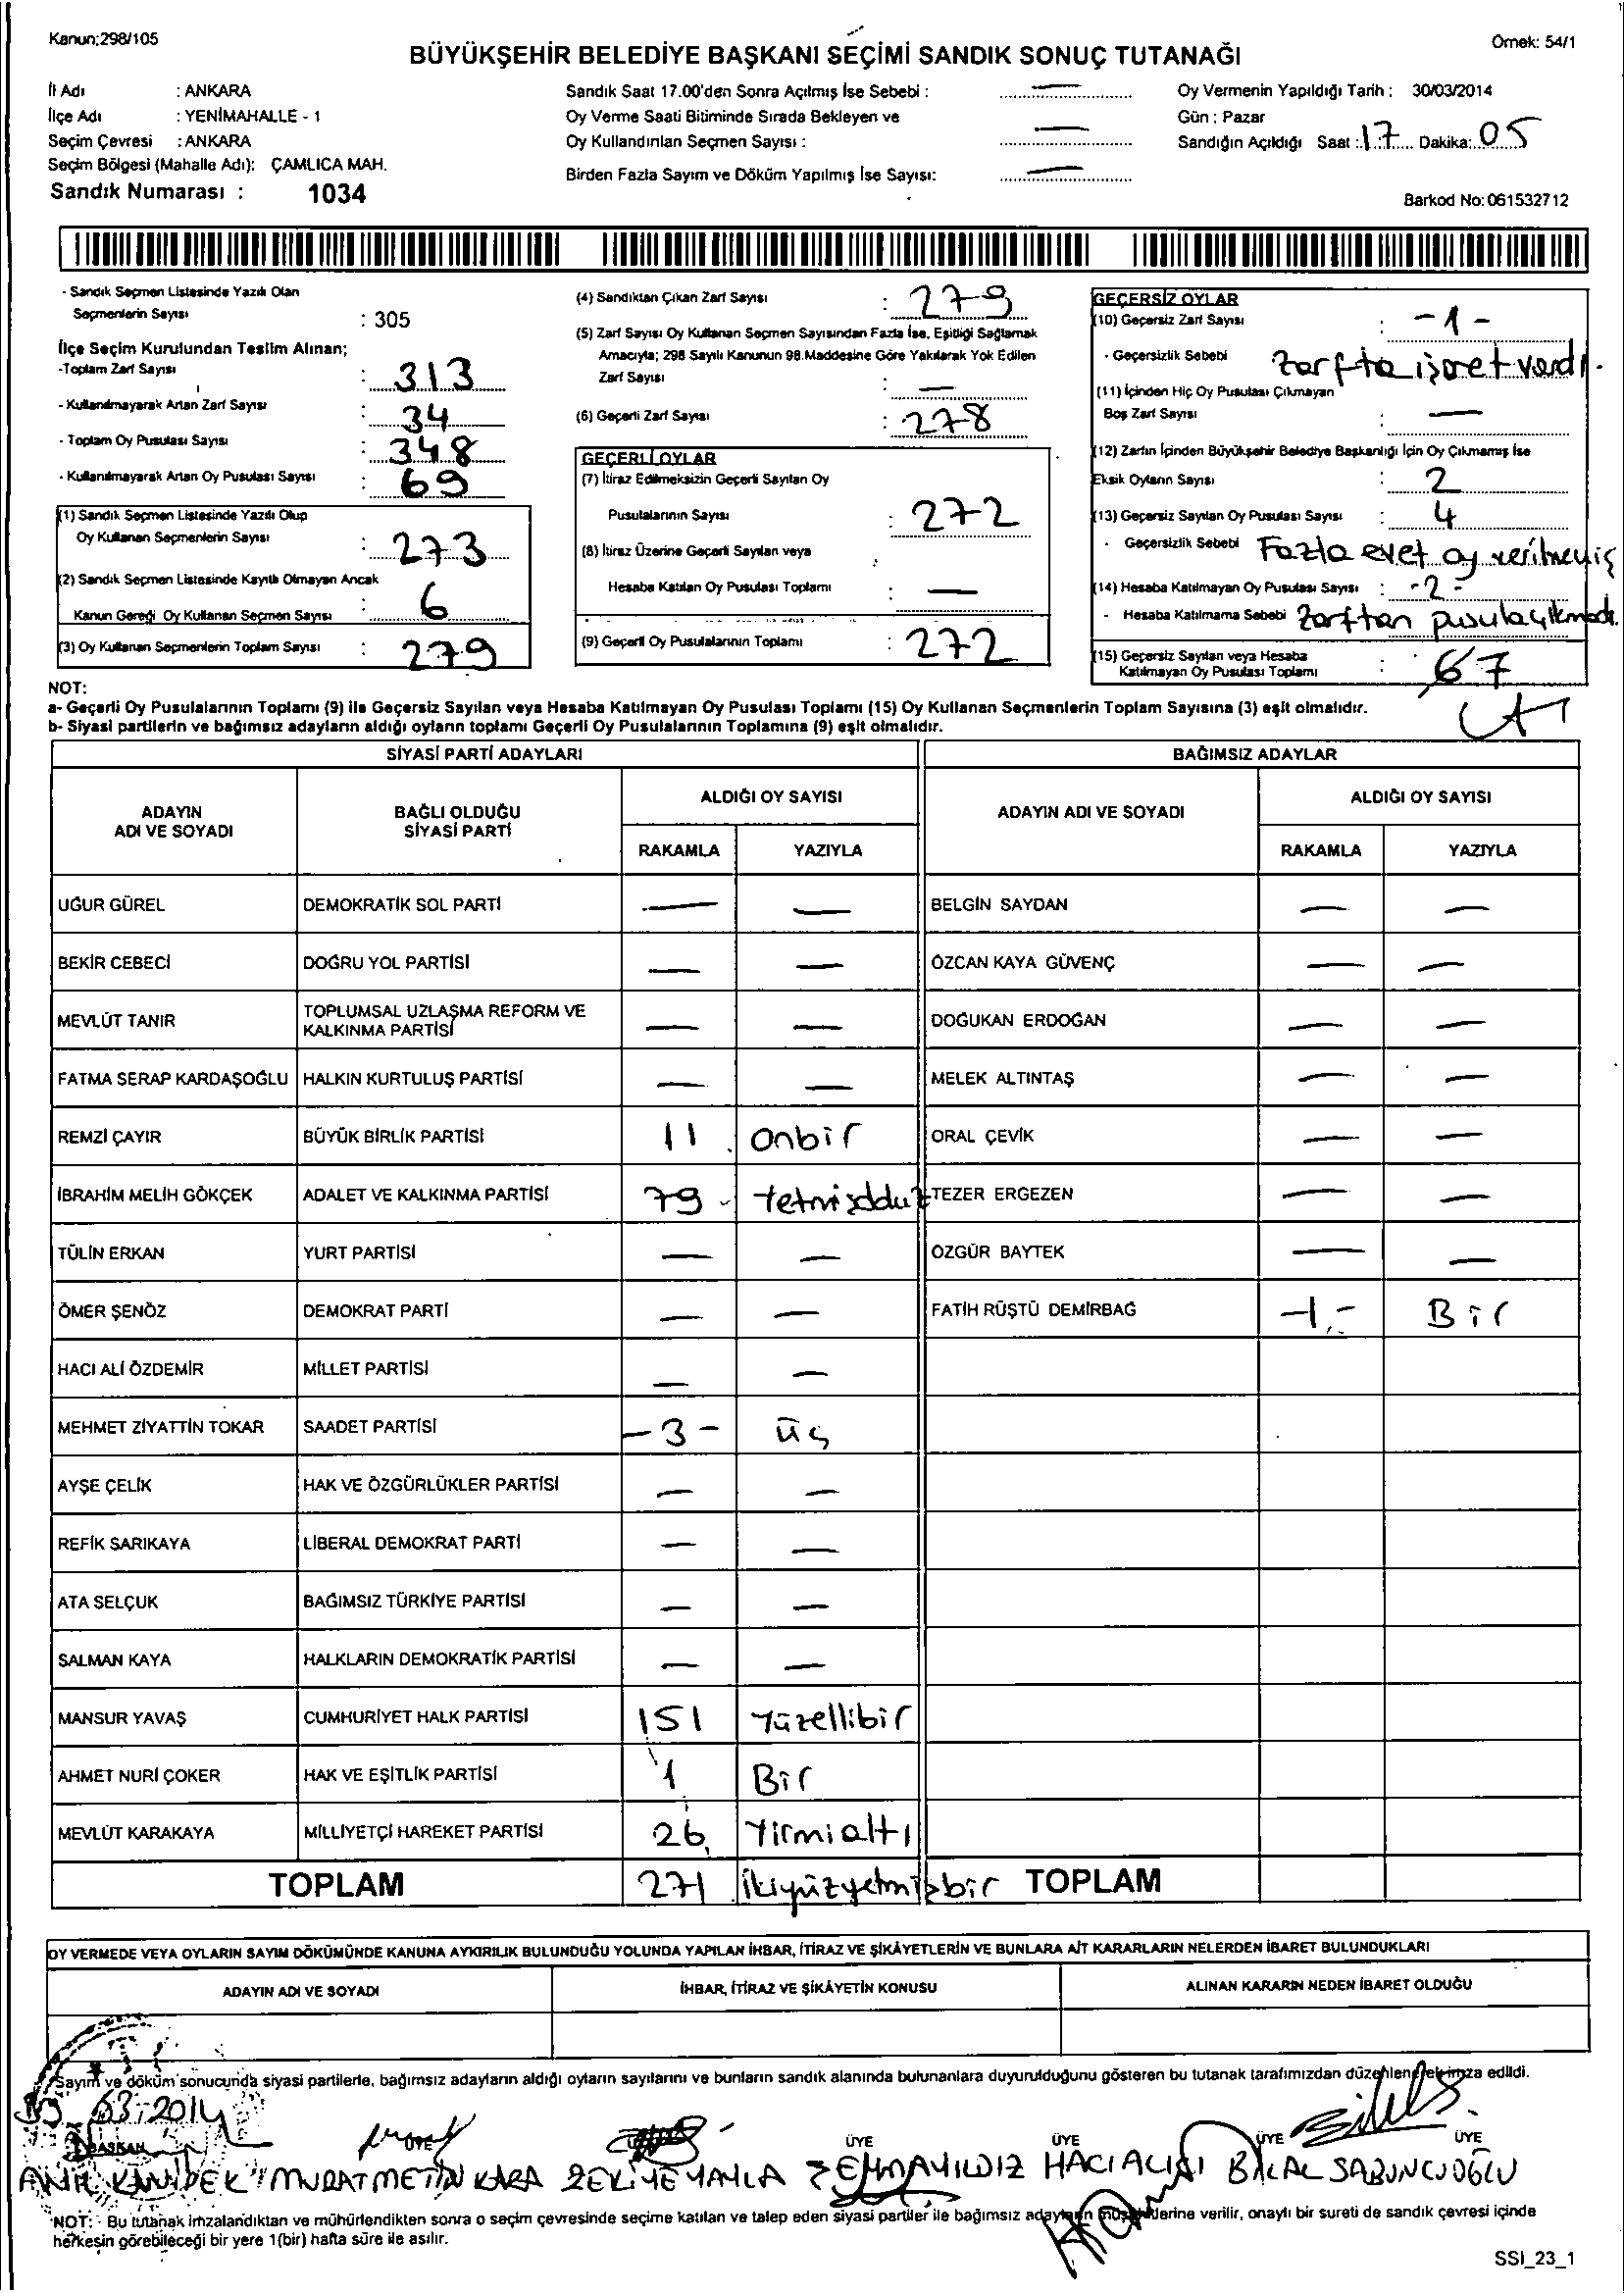 Kanun;298/105
Örnek: 54/1
BÜYÜKŞEHİR BELEDİYE BAŞKANI SEÇİMİ SANDIK SONUÇ TUTANAĞI
İl Adı : ANKARA
İlçe Adı : YENİMAHALLE - 1
Seçim Çevresi : ANKARA
Seçim Bölgesi (Mahalle Adı): ÇAMLICA MAH.
Sandık Numarası : 1034
Sandık Saat 17.00'den Sonra Açılmış İse Sebebi : —
Oy Verme Saati Bitiminde Sırada Bekleyen ve
Oy Kullandırılan Seçmen Sayısı : —
Birden Fazla Sayım ve Döküm Yapılmış İse Sayısı: —
Oy Vermenin Yapıldığı Tarih : 30/03/2014
Gün : Pazar
Sandığın Açıldığı Saat : 17 Dakika: 05
Barkod No: 061532712
- Sandık Seçmen Listesinde Yazılı Olan
Seçmenlerin Sayısı : 305
İlçe Seçim Kurulundan Teslim Alınan;
-Toplam Zarf Sayısı : 313
- Kullanılmayarak Artan Zarf Sayısı : 34
- Toplam Oy Pusulası Sayısı : 348
- Kullanılmayarak Artan Oy Pusulası Sayısı : 69
(1) Sandık Seçmen Listesinde Yazılı Olup
Oy Kullanan Seçmenlerin Sayısı : 273
(2) Sandık Seçmen Listesinde Kayıtlı Olmayan Ancak
Kanun Gereği Oy Kullanan Seçmen Sayısı : 6
(3) Oy Kullanan Seçmenlerin Toplam Sayısı : 279
(4) Sandıktan Çıkan Zarf Sayısı : 279
(5) Zarf Sayısı Oy Kullanan Seçmen Sayısından Fazla İse, Eşitliği Sağlamak
Amacıyla; 298 Sayılı Kanunun 98.Maddesine Göre Yakılarak Yok Edilen
Zarf Sayısı : —
(6) Geçerli Zarf Sayısı : 278
GEÇERLİ OYLAR
(7) İtiraz Edilmeksizin Geçerli Sayılan Oy
Pusulalarının Sayısı : 272
(8) İtiraz Üzerine Geçerli Sayılan veya
Hesaba Katılan Oy Pusulası Toplamı : —
(9) Geçerli Oy Pusulalarının Toplamı : 272
GEÇERSİZ OYLAR
(10) Geçersiz Zarf Sayısı : -1-
- Geçersizlik Sebebi Zarfta işaret vardı.
(11) İçinden Hiç Oy Pusulası Çıkmayan
Boş Zarf Sayısı : —
(12) Zarfın İçinden Büyükşehir Belediye Başkanlığı İçin Oy Çıkmamış İse
Eksik Oyların Sayısı : 2
(13) Geçersiz Sayılan Oy Pusulası Sayısı : 4
- Geçersizlik Sebebi Fazla evet oy verilmeyiş
(14) Hesaba Katılmayan Oy Pusulası Sayısı : -2-
- Hesaba Katılmama Sebebi Zarftan pusula çıkmadı.
(15) Geçersiz Sayılan veya Hesaba
Katılmayan Oy Pusulası Toplamı : 7
NOT:
a- Geçerli Oy Pusulalarının Toplamı (9) ile Geçersiz Sayılan veya Hesaba Katılmayan Oy Pusulası Toplamı (15) Oy Kullanan Seçmenlerin Toplam Sayısına (3) eşit olmalıdır.
b- Siyasi partilerin ve bağımsız adayların aldığı oyların toplamı Geçerli Oy Pusulalarının Toplamına (9) eşit olmalıdır.
SİYASİ PARTİ ADAYLARI BAĞIMSIZ ADAYLAR
ADAYIN ADI VE SOYADI BAĞLI OLDUĞU SİYASİ PARTİ ALDIĞI OY SAYISI ADAYIN ADI VE SOYADI ALDIĞI OY SAYISI
RAKAMLA YAZIYLA RAKAMLA YAZIYLA
UĞUR GÜREL DEMOKRATİK SOL PARTİ — — BELGİN SAYDAN — —
BEKİR CEBECİ DOĞRU YOL PARTİSİ — — ÖZCAN KAYA GÜVENÇ — —
MEVLÜT TANIR TOPLUMSAL UZLAŞMA REFORM VE KALKINMA PARTİSİ — — DOĞUKAN ERDOĞAN — —
FATMA SERAP KARDAŞOĞLU HALKIN KURTULUŞ PARTİSİ — — MELEK ALTINTAŞ — —
REMZİ ÇAYIR BÜYÜK BİRLİK PARTİSİ 11 onbir ORAL ÇEVİK — —
İBRAHİM MELİH GÖKÇEK ADALET VE KALKINMA PARTİSİ 79 - TEZER ERGEZEN — —
TÜLİN ERKAN YURT PARTİSİ — — ÖZGÜR BAYTEK — —
ÖMER ŞENÖZ DEMOKRAT PARTİ — — FATİH RÜŞTÜ DEMİRBAĞ -1- Bir
HACI ALİ ÖZDEMİR MİLLET PARTİSİ — —
MEHMET ZİYATTİN TOKAR SAADET PARTİSİ -3- üç
AYŞE ÇELİK HAK VE ÖZGÜRLÜKLER PARTİSİ — —
REFİK SARIKAYA LİBERAL DEMOKRAT PARTİ — —
ATA SELÇUK BAĞIMSIZ TÜRKİYE PARTİSİ — —
SALMAN KAYA HALKLARIN DEMOKRATİK PARTİSİ — —
MANSUR YAVAŞ CUMHURİYET HALK PARTİSİ 151 Yüzellibir
AHMET NURİ ÇOKER HAK VE EŞİTLİK PARTİSİ 1 Bir
MEVLÜT KARAKAYA MİLLİYETÇİ HAREKET PARTİSİ 26 Yirmialtı
TOPLAM 271 ikiyüzyetmişbir TOPLAM
OY VERMEDE VEYA OYLARIN SAYIM DÖKÜMÜNDE KANUNA AYKIRILIK BULUNDUĞU YOLUNDA YAPILAN İHBAR, İTİRAZ VE ŞİKÂYETLERİN VE BUNLARA AİT KARARLARIN NELERDEN İBARET BULUNDUKLARI
ADAYIN ADI VE SOYADI İHBAR, İTİRAZ VE ŞİKÂYETİN KONUSU ALINAN KARARIN NEDEN İBARET OLDUĞU
Sayım ve döküm sonucunda siyasi partilerle, bağımsız adayların aldığı oyların sayılarını ve bunların sandık alanında bulunanlara duyurulduğunu gösteren bu tutanak tarafımızdan düzenlenerek imza edildi.
30.03.2014
BAŞKAN ÜYE ÜYE ÜYE ÜYE ÜYE
MURAT METİN KARA ZEKİYE YAYLA SEMA YILDIZ HACI BİLAL SABUNCUOĞLU
NOT: - Bu tutanak imzalandıktan ve mühürlendikten sonra o seçim çevresinde seçime katılan ve talep eden siyasi partiler ile bağımsız adayların müşahitlerine verilir, onaylı bir sureti de sandık çevresi içinde
herkesin görebileceği bir yere 1(bir) hafta süre ile asılır.
SSİ_23_1